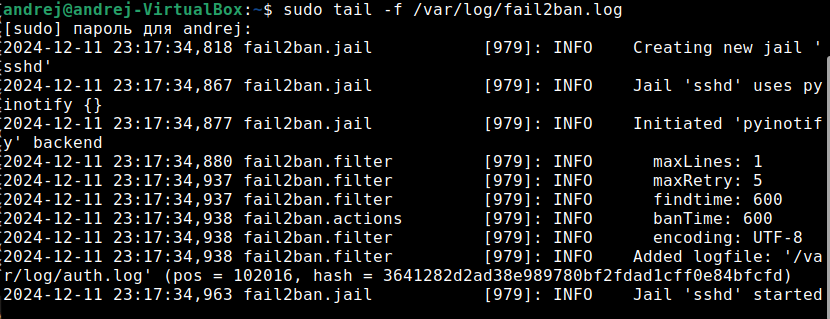 andrej@andrej-VirtualBox:~$ sudo tail -f /var/log/fail2ban.log
[sudo] пароль для andrej:
2024-12-11 23:17:34,818 fail2ban.jail           [979]: INFO    Creating new jail '
sshd'
2024-12-11 23:17:34,867 fail2ban.jail           [979]: INFO    Jail 'sshd' uses py
inotify {}
2024-12-11 23:17:34,877 fail2ban.jail           [979]: INFO    Initiated 'pyinotif
y' backend
2024-12-11 23:17:34,880 fail2ban.filter         [979]: INFO      maxLines: 1
2024-12-11 23:17:34,937 fail2ban.filter         [979]: INFO      maxRetry: 5
2024-12-11 23:17:34,937 fail2ban.filter         [979]: INFO      findtime: 600
2024-12-11 23:17:34,938 fail2ban.actions        [979]: INFO      banTime: 600
2024-12-11 23:17:34,938 fail2ban.filter         [979]: INFO      encoding: UTF-8
2024-12-11 23:17:34,938 fail2ban.filter         [979]: INFO    Added logfile: '/va
r/log/auth.log' (pos = 102016, hash = 3641282d2ad38e989780bf2fdad1cff0e84bfcfd)
2024-12-11 23:17:34,963 fail2ban.jail           [979]: INFO    Jail 'sshd' started